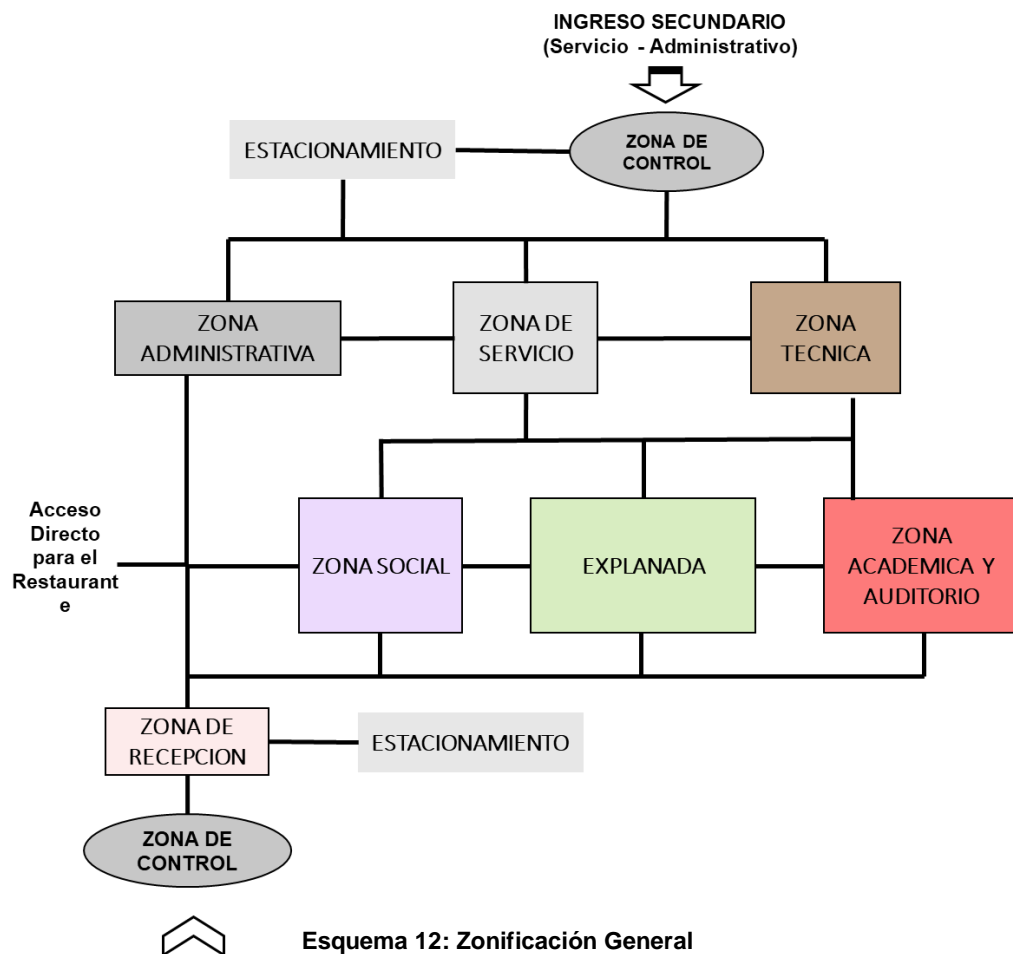 INGRESO SECUNDARIO
(Servicio - Administrativo)
ESTACIONAMIENTO
ZONA DE
CONTROL
ZONA
ADMINISTRATIVA
ZONA DE
SERVICIO
ZONA
TECNICA
Acceso
Directo
para el
Restaurant
e
ZONA SOCIAL
EXPLANADA
ZONA
ACADEMICA Y
AUDITORIO
ZONA DE
RECEPCION
ESTACIONAMIENTO
ZONA DE
CONTROL
Esquema 12: Zonificación General